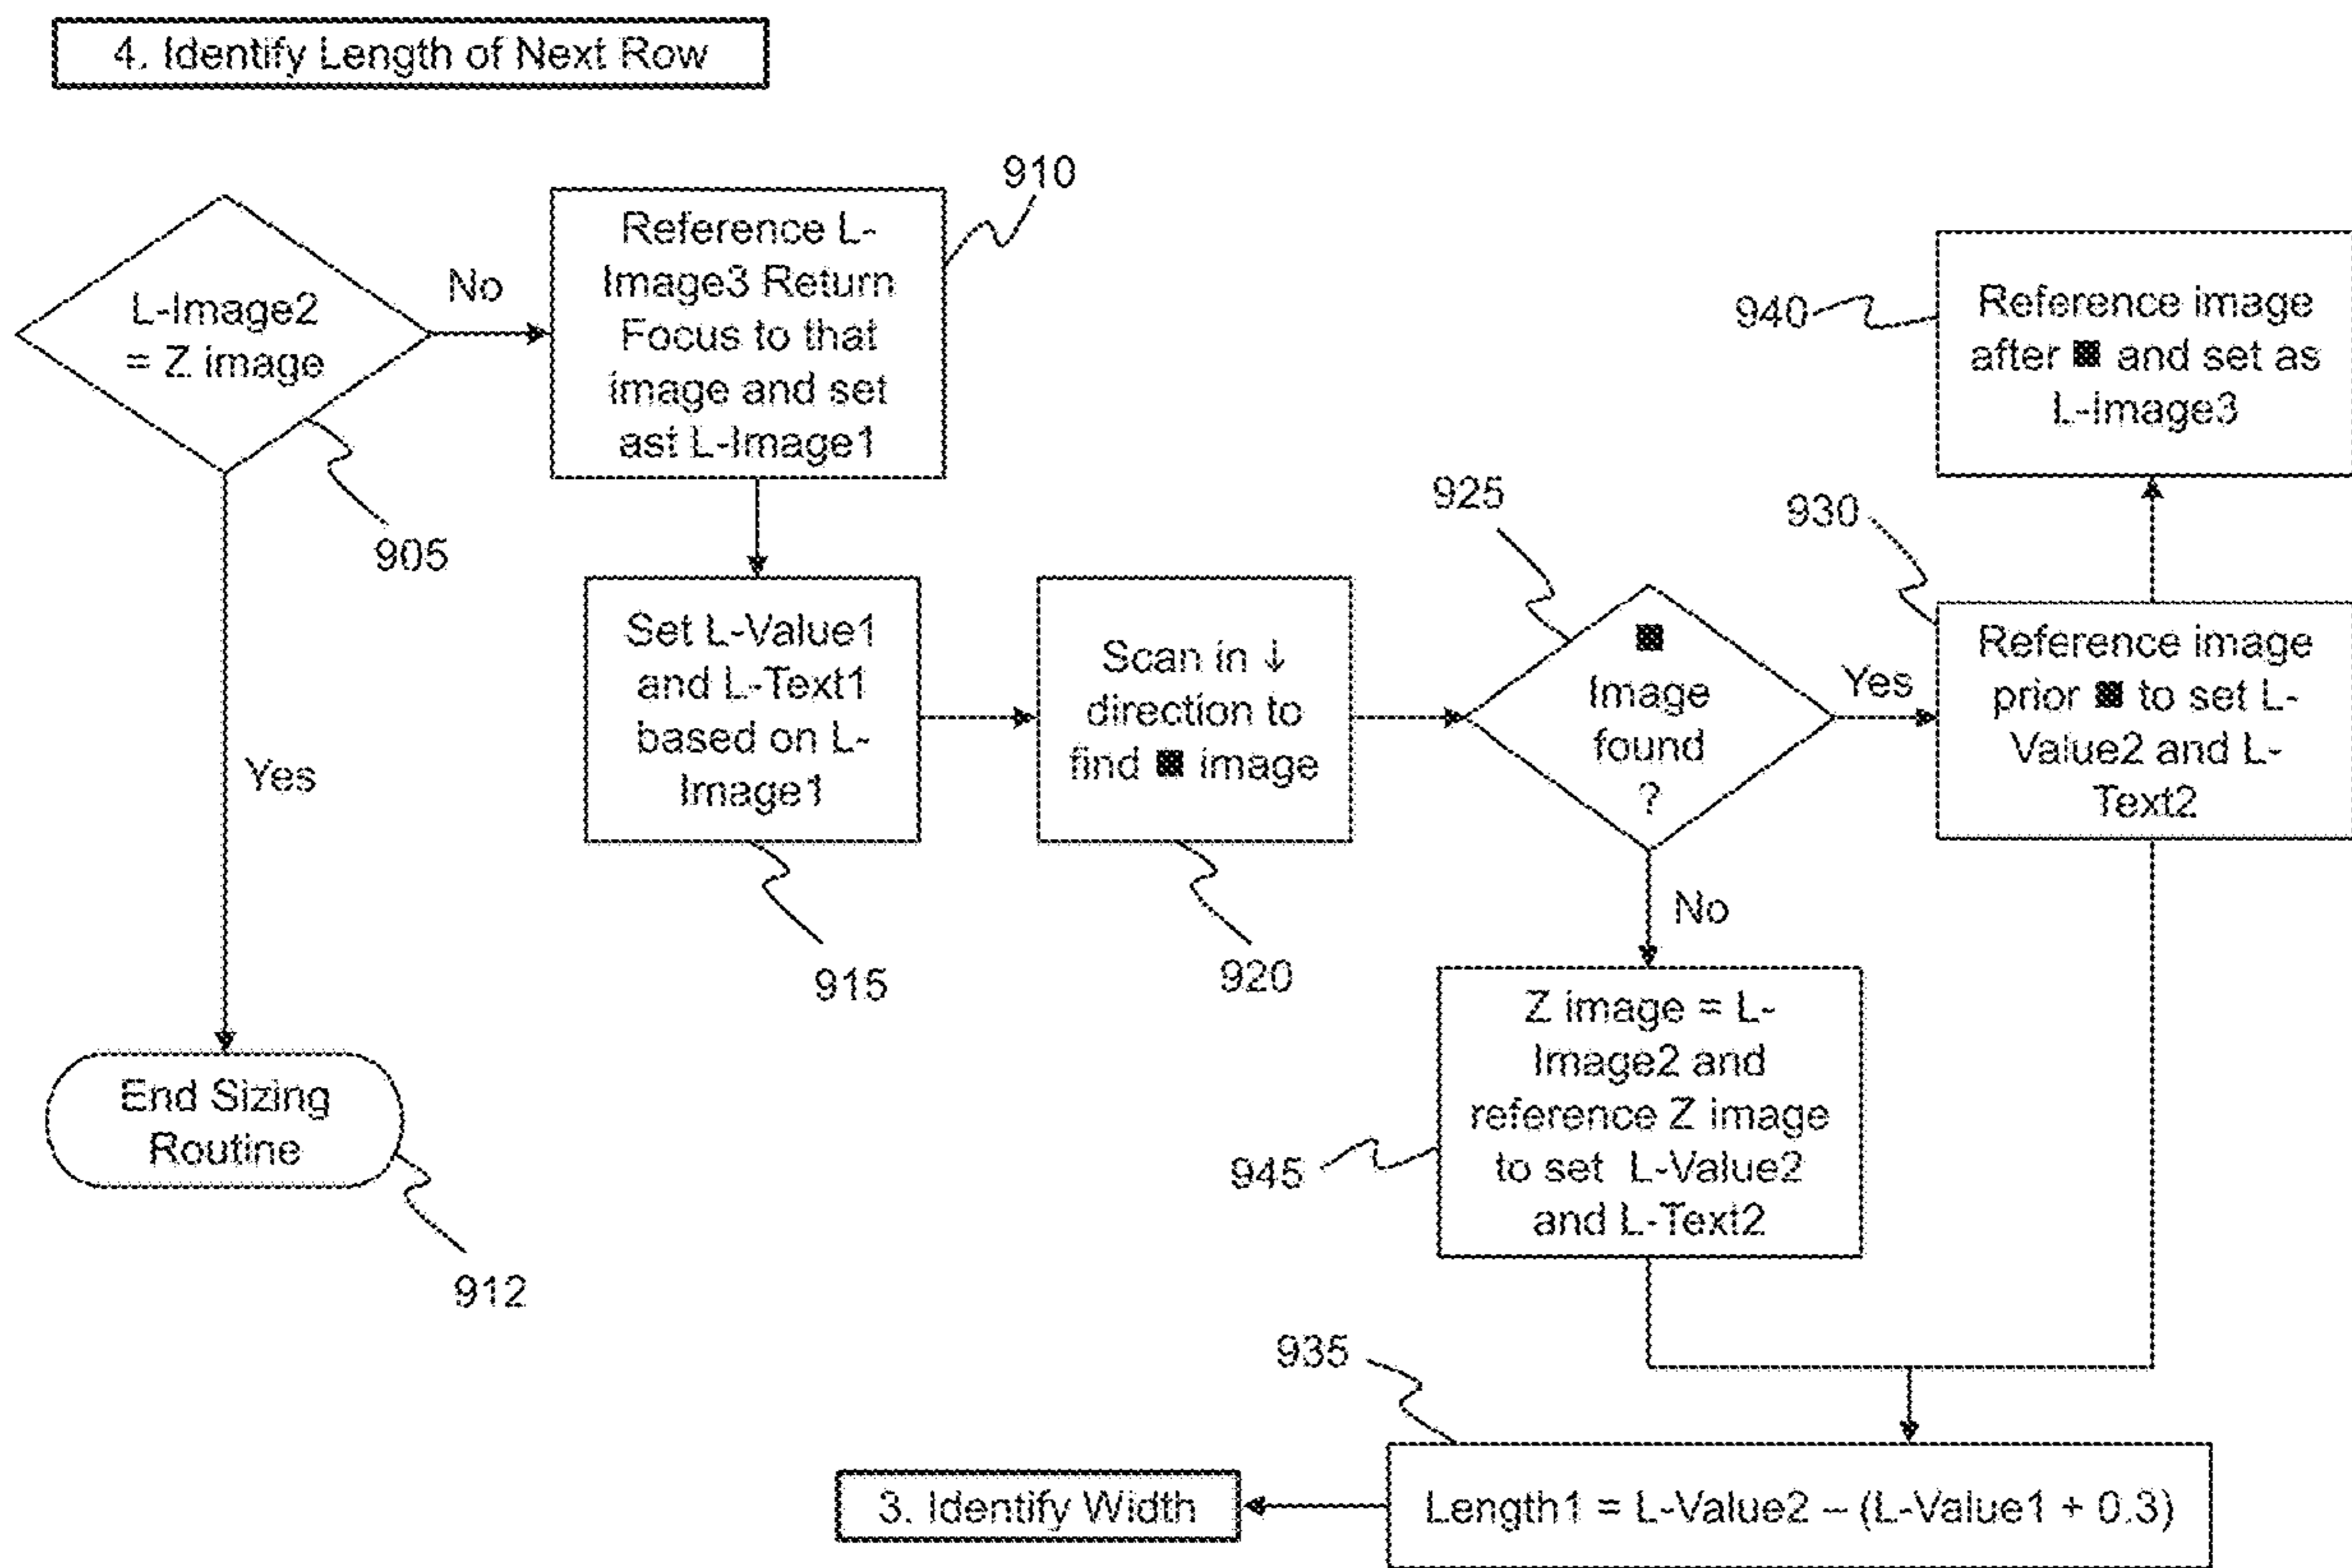 4. Identify Length of Next Row
L-Image2
= Z image
No
Yes
905
End Sizing
Routine
912
Reference L-
Image3 Return
Focus to that
image and set
ast L-Image1
910
Set L-Value1
and L-Text1
based on L-
Image1
915
Scan in ↓
direction to
find ■ image
920
925
■
Image
found
?
Yes
No
930
Reference image
prior ■ to set L-
Value2 and L-
Text2
940
Reference image
after ■ and set as
L-Image3
Z image = L-
Image2 and
reference Z image
to set L-Value2
and L-Text2
945
935
Length1 = L-Value2 – (L-Value1 + 0.3)
3. Identify Width